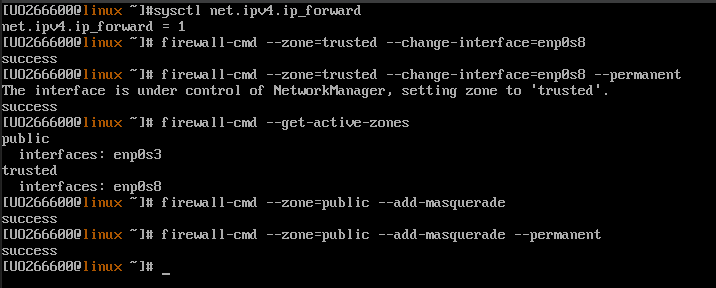 [UO266600@linux ~]#sysctl net.ipv4.ip_forward
net.ipv4.ip_forward = 1
[UO266600@linux ~]# firewall-cmd --zone=trusted --change-interface=enp0s8
success
[UO266600@linux ~]# firewall-cmd --zone=trusted --change-interface=enp0s8 --permanent
The interface is under control of NetworkManager, setting zone to 'trusted'.
success
[UO266600@linux ~]# firewall-cmd --get-active-zones
public
  interfaces: enp0s3
trusted
  interfaces: enp0s8
[UO266600@linux ~]# firewall-cmd --zone=public --add-masquerade
success
[UO266600@linux ~]# firewall-cmd --zone=public --add-masquerade --permanent
success
[UO266600@linux ~]# _